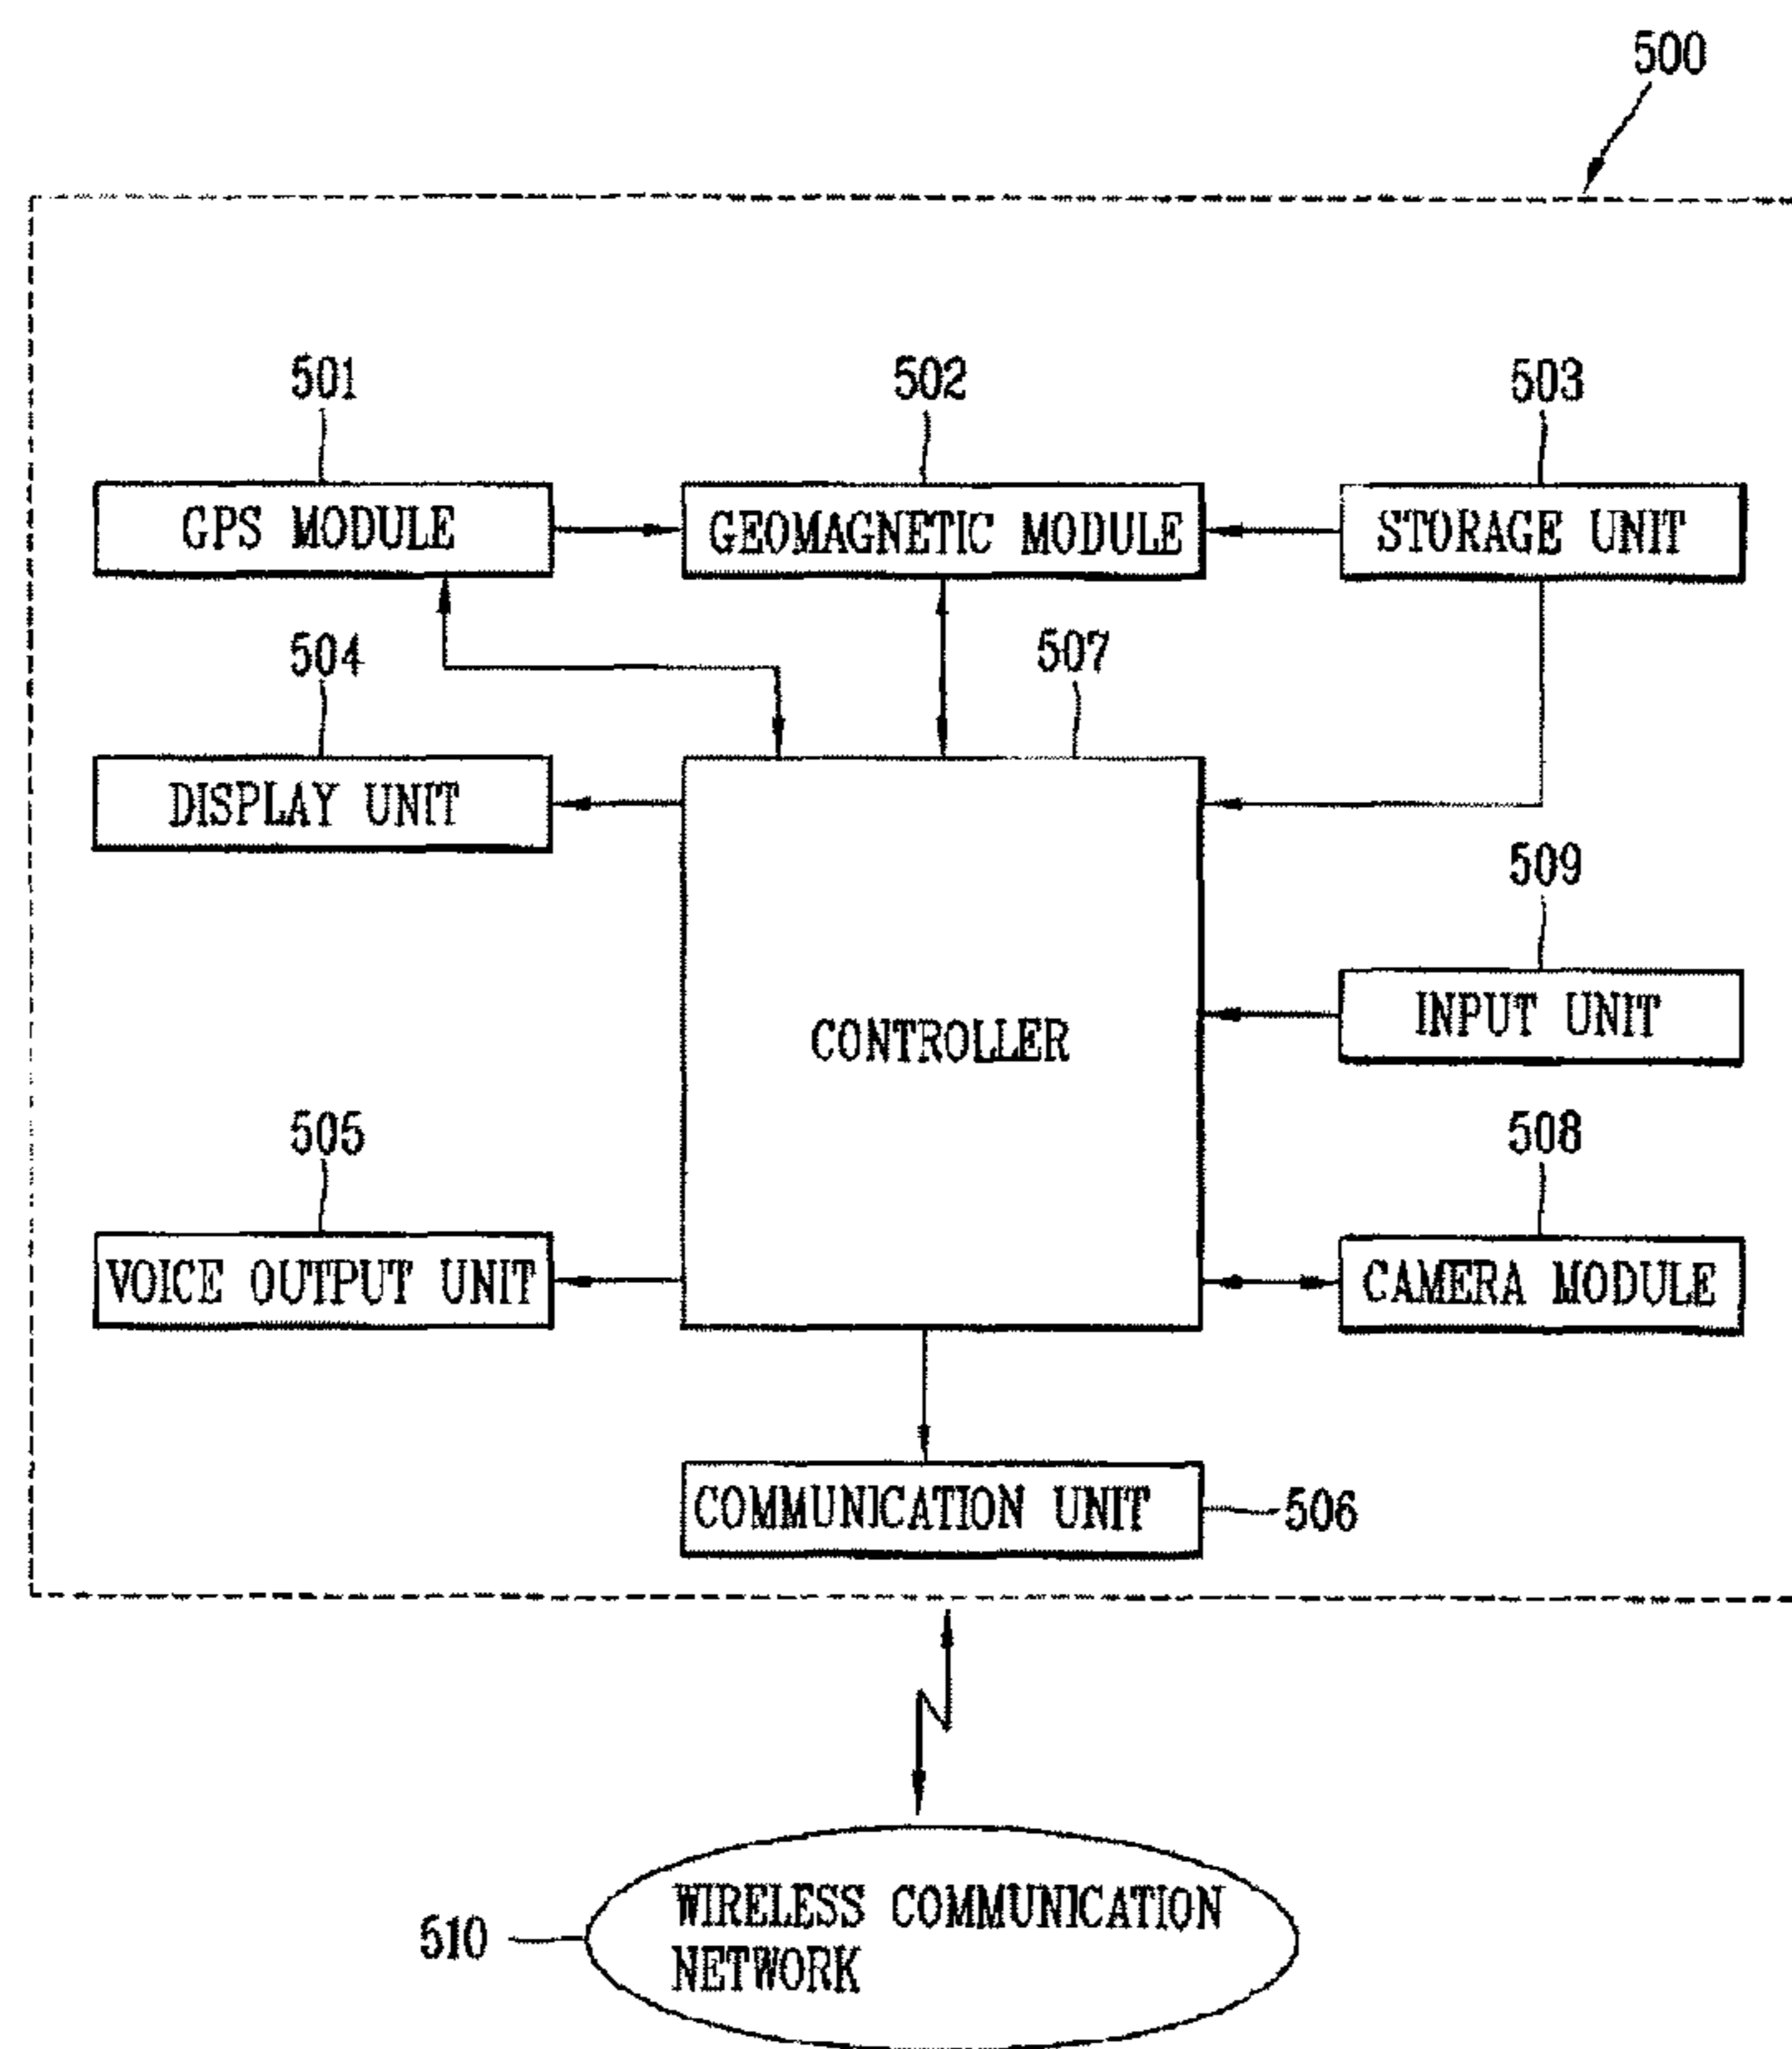 500
501
502
503
GPS MODULE
GEOMAGNETIC MODULE
STORAGE UNIT
504
507
DISPLAY UNIT
509
INPUT UNIT
CONTROLLER
505
508
VOICE OUTPUT UNIT
CAMERA MODULE
COMMUNICATION UNIT
506
WIRELESS COMMUNICATION
NETWORK
510